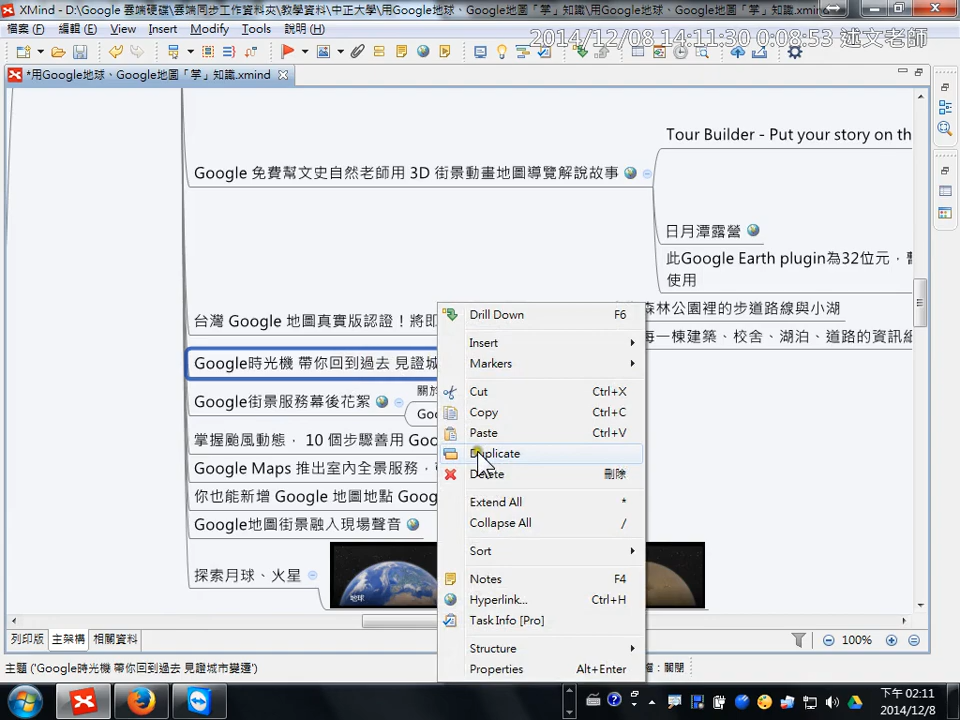 XMind - D:\Google 雲端硬碟\雲端同步工作資料夾\教學資料\中正大學\用Google地球、Google地圖「掌」知識\用Google地球、Google地圖「掌」知識.xmind
檔案 (F) 編輯 (E) View Insert Modify Tools 說明 (H)
2014/12/08 14:11:30 0:08:53 述文老師
*用Google地球、Google地圖「掌」知識.xmind
Tour Builder - Put your story on th
Google 免費幫文史自然老師用 3D 街景動畫地圖導覽解說故事
日月潭露營
此Google Earth plugin為32位元，
使用
森林公園裡的步道路線與小湖
台灣 Google 地圖真實版認證！將即
每一棟建築、校舍、湖泊、道路的資訊
Google時光機 帶你回到過去 見證城
關於
Google街景服務幕後花絮
Goo
掌握颱風動態， 10 個步驟善用 Goo
Google Maps 推出室內全景服務，
你也能新增 Google 地圖地點 Goog
Google地圖街景融入現場聲音
探索月球、火星
地球
Drill Down F6
Insert
Markers
Cut Ctrl+X
Copy Ctrl+C
Paste Ctrl+V
Duplicate
Delete 刪除
Extend All *
Collapse All /
Sort
Notes F4
Hyperlink... Ctrl+H
Task Info [Pro]
Structure
Properties Alt+Enter
列印版 主架構 相關資料
100%
主題 ('Google時光機 帶你回到過去 見證城市變遷')
: 關閉
下午 02:11
2014/12/8